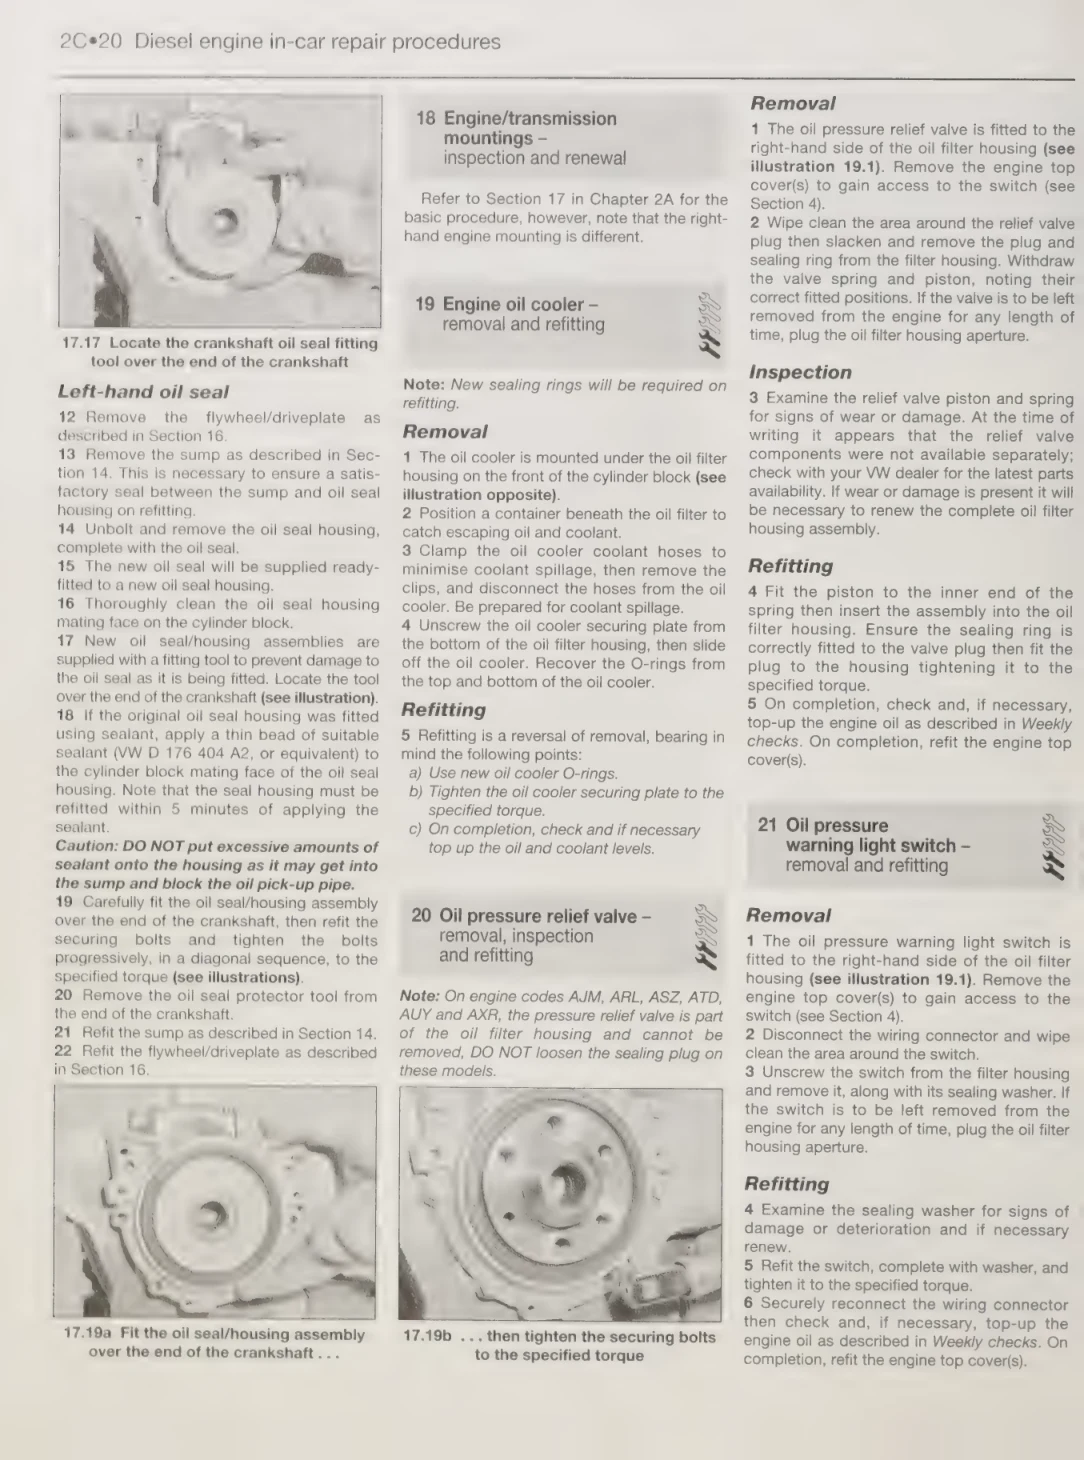 2C•20 Diesel engine in-car repair procedures
17.17 Locate the crankshaft oil seal fitting
tool over the end of the crankshaft
Left-hand oil seal
12 Remove the flywheel/driveplate as
described in Section 16.
13 Remove the sump as described in Sec-
tion 14. This is necessary to ensure a satis-
factory seal between the sump and oil seal
housing on refitting.
14 Unbolt and remove the oil seal housing,
complete with the oil seal.
15 The new oil seal will be supplied ready-
fitted to a new oil seal housing.
16 Thoroughly clean the oil seal housing
mating face on the cylinder block.
17 New oil seal/housing assemblies are
supplied with a fitting tool to prevent damage to
the oil seal as it is being fitted. Locate the tool
over the end of the crankshaft (see illustration).
18 If the original oil seal housing was fitted
using sealant, apply a thin bead of suitable
sealant (VW D 176 404 A2, or equivalent) to
the cylinder block mating face of the oil seal
housing. Note that the seal housing must be
refitted within 5 minutes of applying the
sealant.
Caution: DO NOT put excessive amounts of
sealant onto the housing as it may get into
the sump and block the oil pick-up pipe.
19 Carefully fit the oil seal/housing assembly
over the end of the crankshaft, then refit the
securing bolts and tighten the bolts
progressively, in a diagonal sequence, to the
specified torque (see illustrations).
20 Remove the oil seal protector tool from
the end of the crankshaft.
21 Refit the sump as described in Section 14.
22 Refit the flywheel/driveplate as described
in Section 16.
17.19a Fit the oil seal/housing assembly
over the end of the crankshaft . . .
18 Engine/transmission
mountings –
inspection and renewal
Refer to Section 17 in Chapter 2A for the
basic procedure, however, note that the right-
hand engine mounting is different.
19 Engine oil cooler –
removal and refitting
Note: New sealing rings will be required on
refitting.
Removal
1 The oil cooler is mounted under the oil filter
housing on the front of the cylinder block (see
illustration opposite).
2 Position a container beneath the oil filter to
catch escaping oil and coolant.
3 Clamp the oil cooler coolant hoses to
minimise coolant spillage, then remove the
clips, and disconnect the hoses from the oil
cooler. Be prepared for coolant spillage.
4 Unscrew the oil cooler securing plate from
the bottom of the oil filter housing, then slide
off the oil cooler. Recover the O-rings from
the top and bottom of the oil cooler.
Refitting
5 Refitting is a reversal of removal, bearing in
mind the following points:
a) Use new oil cooler O-rings.
b) Tighten the oil cooler securing plate to the
specified torque.
c) On completion, check and if necessary
top up the oil and coolant levels.
20 Oil pressure relief valve –
removal, inspection
and refitting
Note: On engine codes AJM, ARL, ASZ, ATD,
AUY and AXR, the pressure relief valve is part
of the oil filter housing and cannot be
removed, DO NOT loosen the sealing plug on
these models.
17.19b . . . then tighten the securing bolts
to the specified torque
Removal
1 The oil pressure relief valve is fitted to the
right-hand side of the oil filter housing (see
illustration 19.1). Remove the engine top
cover(s) to gain access to the switch (see
Section 4).
2 Wipe clean the area around the relief valve
plug then slacken and remove the plug and
sealing ring from the filter housing. Withdraw
the valve spring and piston, noting their
correct fitted positions. If the valve is to be left
removed from the engine for any length of
time, plug the oil filter housing aperture.
Inspection
3 Examine the relief valve piston and spring
for signs of wear or damage. At the time of
writing it appears that the relief valve
components were not available separately;
check with your VW dealer for the latest parts
availability. If wear or damage is present it will
be necessary to renew the complete oil filter
housing assembly.
Refitting
4 Fit the piston to the inner end of the
spring then insert the assembly into the oil
filter housing. Ensure the sealing ring is
correctly fitted to the valve plug then fit the
plug to the housing tightening it to the
specified torque.
5 On completion, check and, if necessary,
top-up the engine oil as described in Weekly
checks. On completion, refit the engine top
cover(s).
21 Oil pressure
warning light switch –
removal and refitting
Removal
1 The oil pressure warning light switch is
fitted to the right-hand side of the oil filter
housing (see illustration 19.1). Remove the
engine top cover(s) to gain access to the
switch (see Section 4).
2 Disconnect the wiring connector and wipe
clean the area around the switch.
3 Unscrew the switch from the filter housing
and remove it, along with its sealing washer. If
the switch is to be left removed from the
engine for any length of time, plug the oil filter
housing aperture.
Refitting
4 Examine the sealing washer for signs of
damage or deterioration and if necessary
renew.
5 Refit the switch, complete with washer, and
tighten it to the specified torque.
6 Securely reconnect the wiring connector
then check and, if necessary, top-up the
engine oil as described in Weekly checks. On
completion, refit the engine top cover(s).